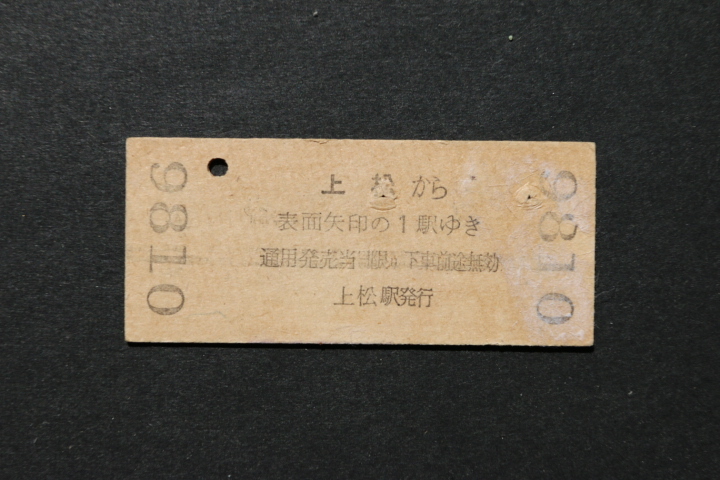 上松から
表面矢印の1駅ゆき
通用発売当日限り 下車前途無効
上松駅発行
0186
0186